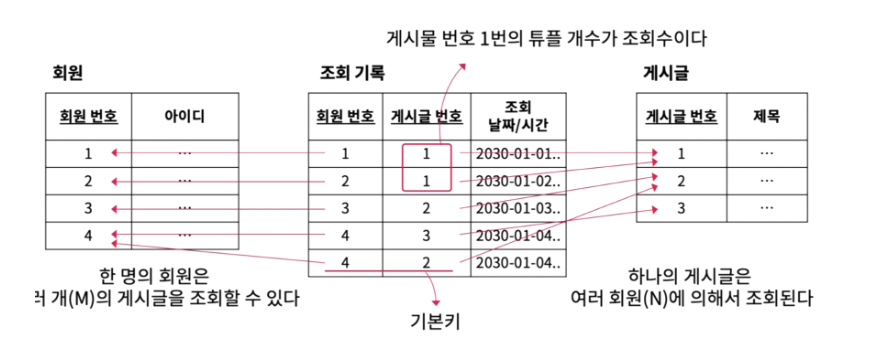 게시물 번호 1번의 튜플 개수가 조회수이다
회원
조회 기록
게시글
회원 번호 아이디
회원 번호 게시글 번호 조회
날짜/시간
게시글 번호 제목
1 ...
2 ...
3 ...
4 ...
1 1 2030-01-01..
2 1 2030-01-02..
3 2 2030-01-03..
4 3 2030-01-04..
4 2 2030-01-04..
1 ...
2 ...
3 ...
한 명의 회원은
개(M)의 게시글을 조회할 수 있다
기본키
하나의 게시글은
여러 회원(N)에 의해서 조회된다